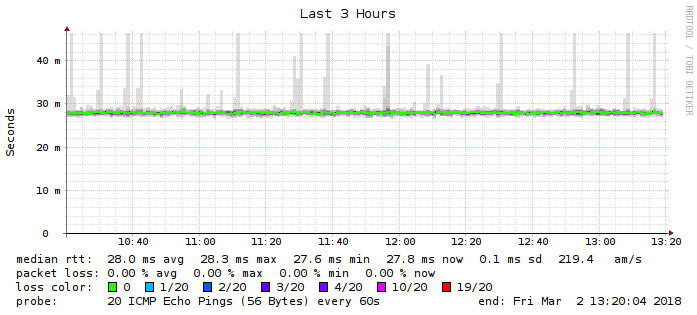 Last 3 Hours
RRDTOOL / TOBI OETIKER
Seconds
40 m
30 m
20 m
10 m
0
10:40 11:00 11:20 11:40 12:00 12:20 12:40 13:00 13:20
median rtt: 28.0 ms avg 28.3 ms max 27.6 ms min 27.8 ms now 0.1 ms sd 219.4 am/s
packet loss: 0.00 % avg 0.00 % max 0.00 % min 0.00 % now
loss color: 0 1/20 2/20 3/20 4/20 10/20 19/20
probe: 20 ICMP Echo Pings (56 Bytes) every 60s end: Fri Mar 2 13:20:04 2018